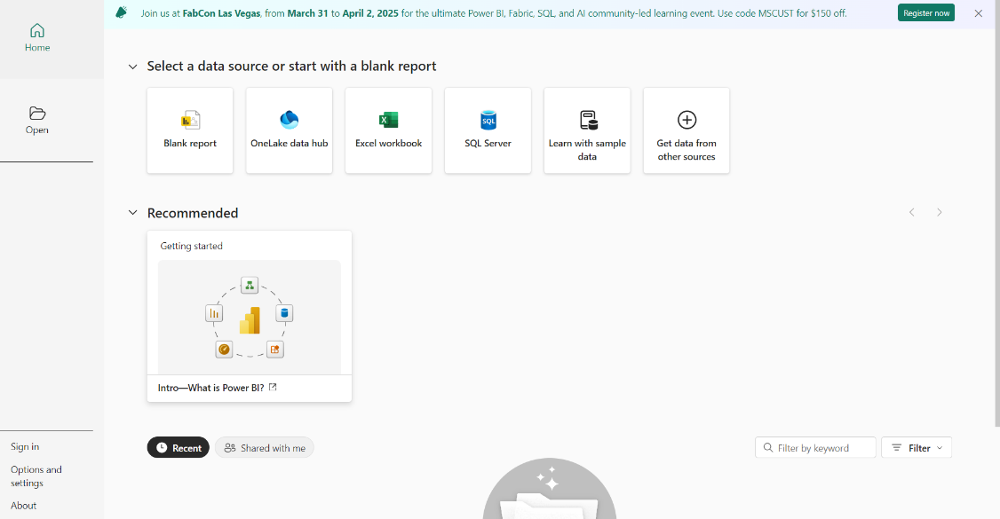 Join us at FabCon Las Vegas, from March 31 to April 2, 2025 for the ultimate Power BI, Fabric, SQL, and AI community-led learning event. Use code MSCUST for $150 off.
Register now
Home
Open
Select a data source or start with a blank report
Blank report
OneLake data hub
Excel workbook
SQL
SQL Server
Learn with sample
data
Get data from
other sources
Recommended
Getting started
Intro—What is Power BI?
Recent
Shared with me
Filter by keyword
Filter
Sign in
Options and
settings
About